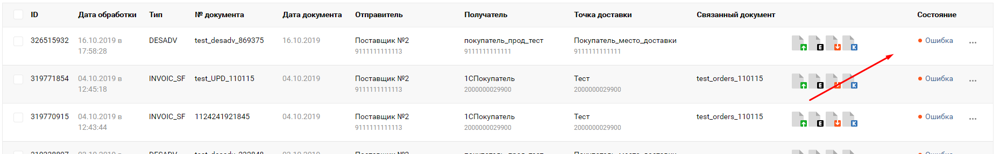 ID Дата обработки Тип № документа Дата документа Отправитель Получатель Точка доставки Связанный документ Состояние
326515932 16.10.2019 в DESADV test_desadv_869375 16.10.2019 Поставщик №2 покупатель_прод_тест Покупатель_место_доставки E K Ошибка ...
17:58:28 9111111111113 9111111111111 9111111111111
319771854 04.10.2019 в INVOIC_SF test_UPD_110115 04.10.2019 Поставщик №2 1СПокупатель Тест test_orders_110115 E K Ошибка ...
12:45:18 9111111111113 2000000029900 2000000029900
319770915 04.10.2019 в INVOIC_SF 1124241921845 04.10.2019 Поставщик №2 1СПокупатель Тест test_orders_110115 E K Ошибка ...
12:43:44 9111111111113 2000000029900 2000000029900